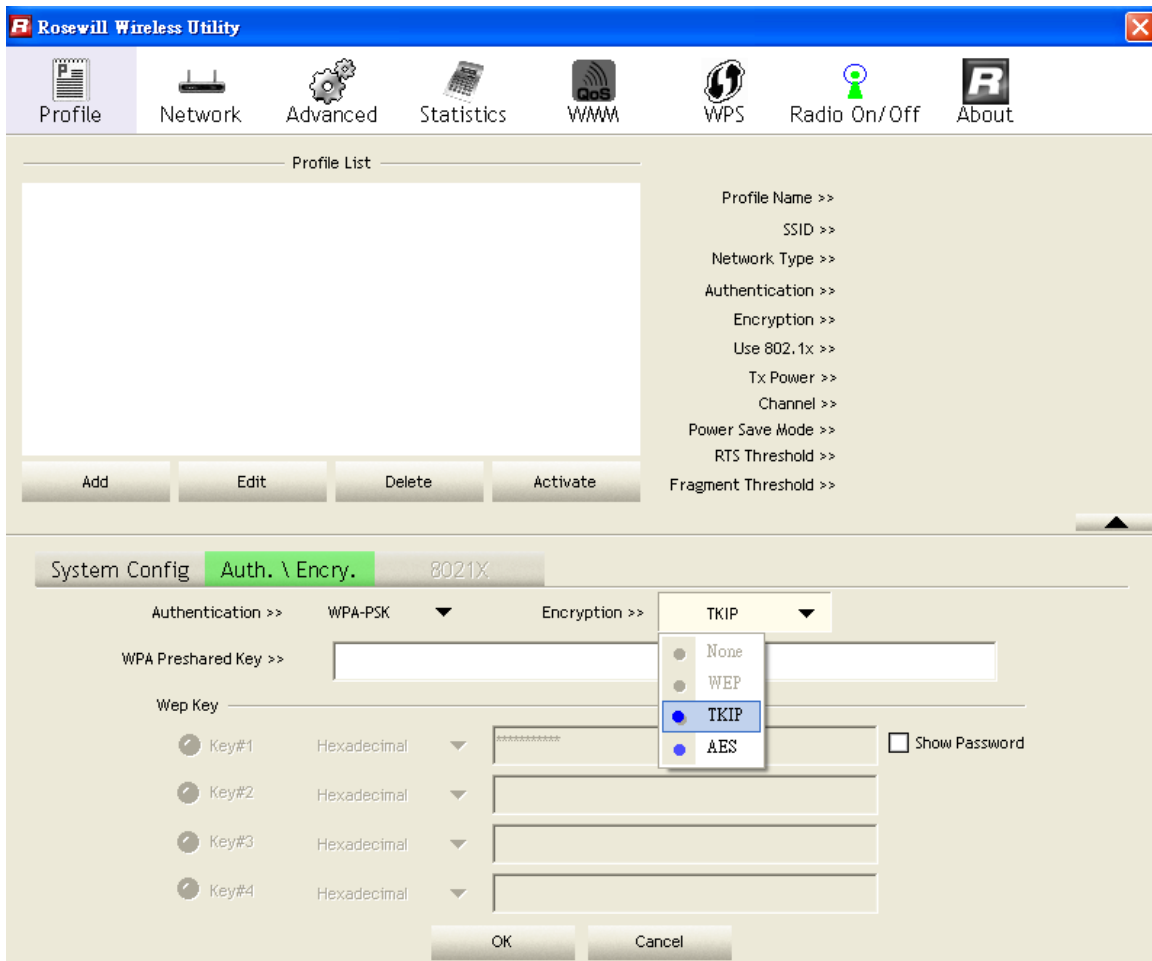 Rosewill Wireless Utility
Profile
Network
Advanced
Statistics
QoS
WMM
WPS
Radio On/Off
R
About
Profile List
Profile Name >>
SSID >>
Network Type >>
Authentication >>
Encryption >>
Use 802.1x >>
Tx Power >>
Channel >>
Power Save Mode >>
RTS Threshold >>
Fragment Threshold >>
Add
Edit
Delete
Activate
System Config
Auth. \ Encry.
8021X
Authentication >> WPA-PSK
Encryption >> TKIP
None
WEP
TKIP
AES
WPA Preshared Key >>
Wep Key
Key#1 Hexadecimal ***********
Show Password
Key#2 Hexadecimal
Key#3 Hexadecimal
Key#4 Hexadecimal
OK
Cancel